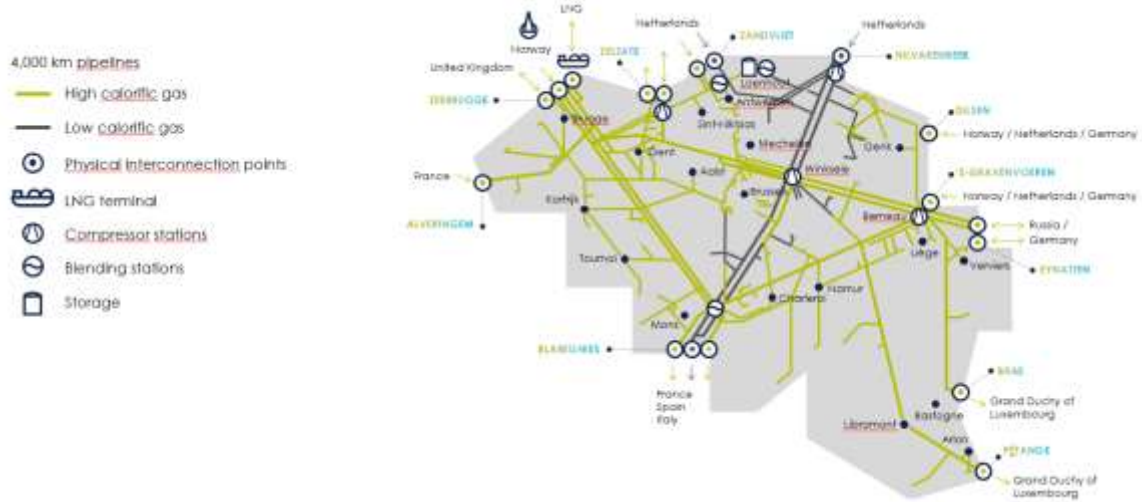 4,000 km pipelines
High calorific gas
Low calorific gas
Physical interconnection points
LNG terminal
Compressor stations
Blending stations
Storage
LNG
Norway
United Kingdom
Netherlands
Netherlands
ZANDVLIET
ZELZATE
Loenhout
Antwerpen
Sint-Niklaas
Brugge
Mechelen
Gent
Aalst
Winksele
Genk
DILSEN
Norway / Netherlands / Germany
S-GRAVENVOEREN
Norway / Netherlands / Germany
France
Kortrijk
ALVERINGEM
Berneau
Russia /
Germany
Liège
Verviers
EYNATTEN
Tournai
Charleroi
Namur
Mons
BLAREGNIES
France
Spain
Italy
BRAS
Grand Duchy of
Luxembourg
Bastogne
Libramont
Arlon
PÉTANGE
Grand Duchy of
Luxembourg